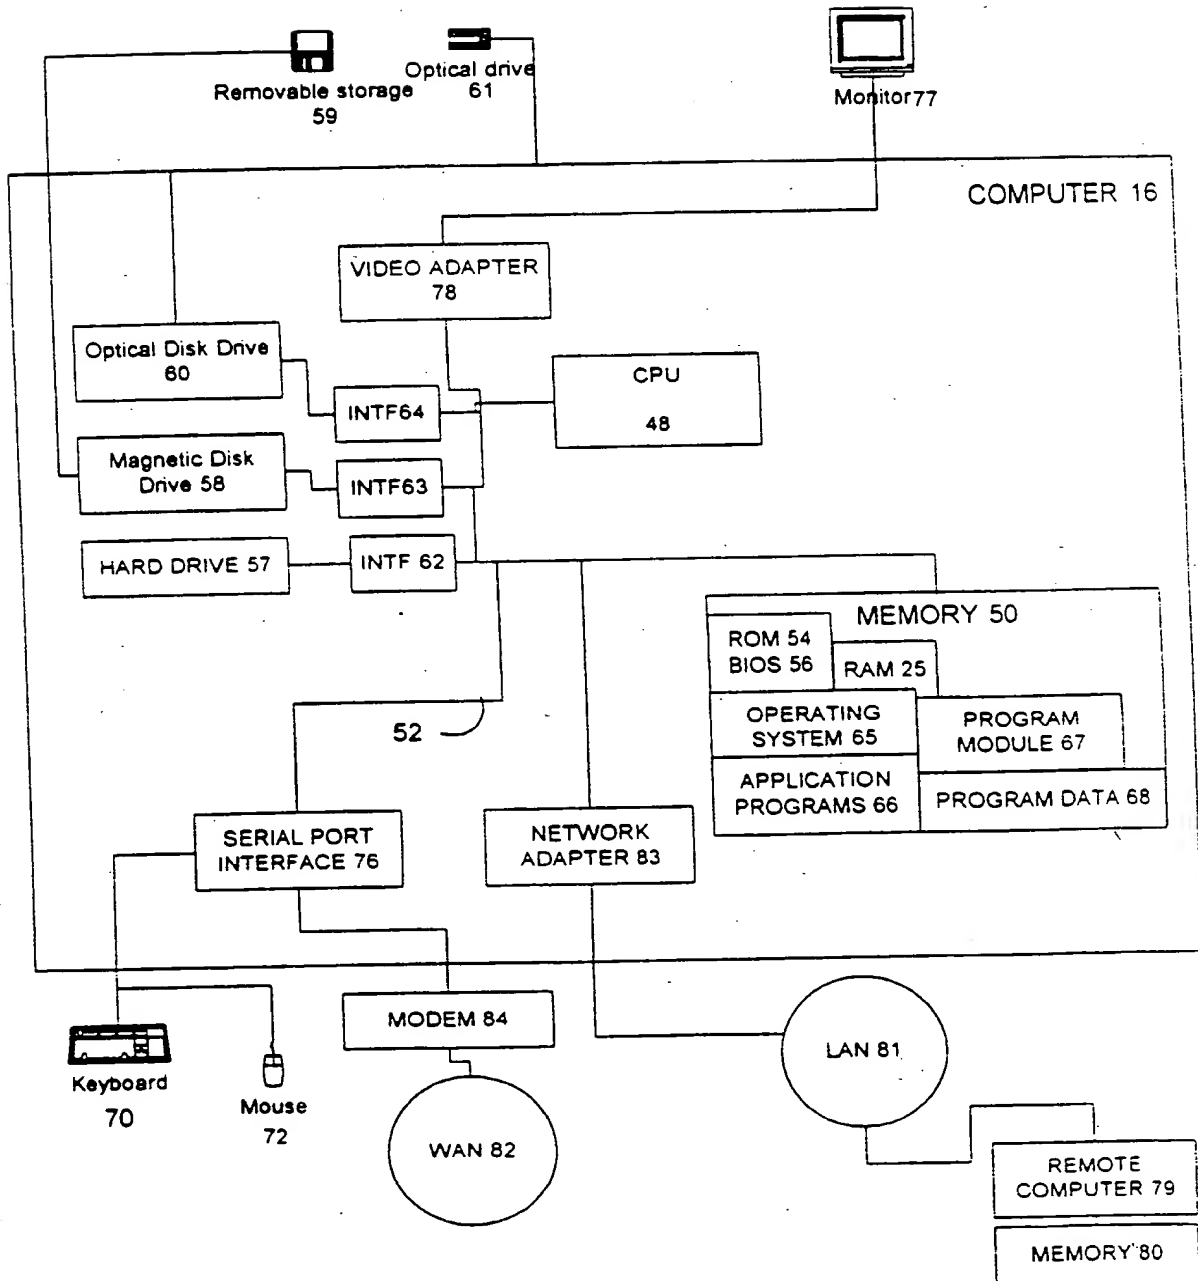 Removable storage
59
Optical drive
61
Monitor 77
COMPUTER 16
VIDEO ADAPTER
78
Optical Disk Drive
60
INTF64
CPU
48
Magnetic Disk
Drive 58
INTF63
HARD DRIVE 57
INTF 62
MEMORY 50
ROM 54
BIOS 56
RAM 25
OPERATING
SYSTEM 65
PROGRAM
MODULE 67
APPLICATION
PROGRAMS 66
PROGRAM DATA 68
52
SERIAL PORT
INTERFACE 76
NETWORK
ADAPTER 83
MODEM 84
LAN 81
Keyboard
70
Mouse
72
WAN 82
REMOTE
COMPUTER 79
MEMORY 80